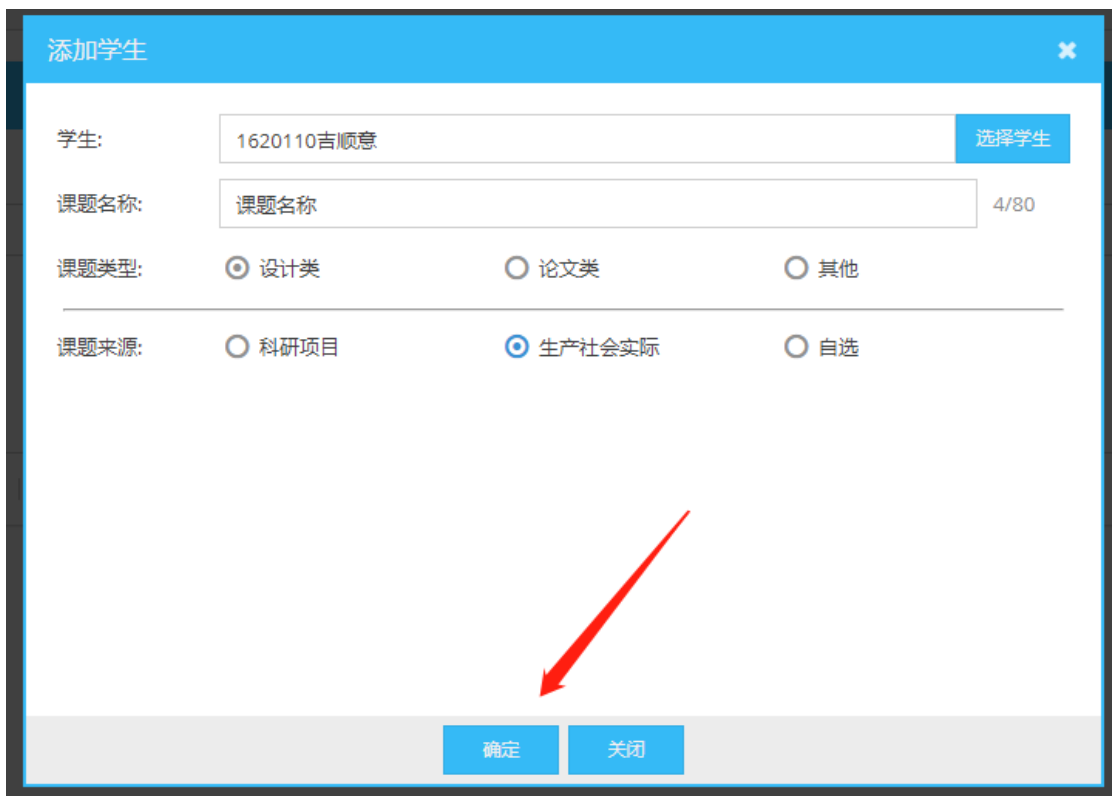 添加学生
学生: 1620110吉顺意 选择学生
课题名称: 课题名称 4/80
课题类型: 设计类 论文类 其他
课题来源: 科研项目 生产社会实际 自选
确定 关闭